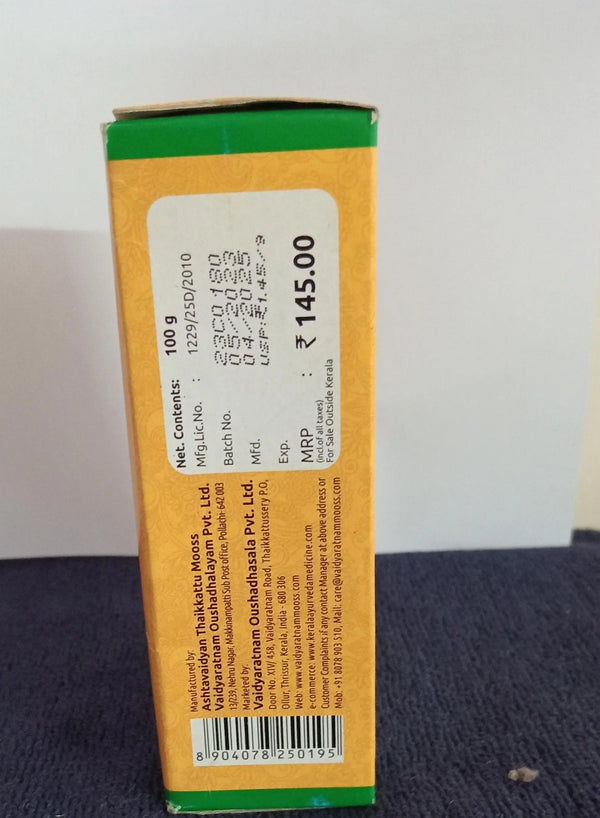 Net. Contents: 100 g
Mfg.Lic.No. : 1229/25D/2010
Batch No. 23C0180
Mfd. 05/2023
Exp. 04/2025
U.S.P.:₹1.45/g
MRP : ₹ 145.00
(incl.of all taxes)
For Sale Outside Kerala
Manufactured by:
Ashtavaidyan Thaikkattu Mooss
Vaidyaratnam Oushadhalayam Pvt. Ltd.
13/239, Nehru Nagar, Makkinampatti Sub Post office, Pollachi-642 003
Marketed by:
Vaidyaratnam Oushadhasala Pvt. Ltd.
Door No. XIV/ 458, Vaidyaratnam Road, Thaikkattussery P.O,
Ollur, Thrissur, Kerala, India - 680 306
Web: www.vaidyaratnammooss.com
e-commerce: www.keralaayurvedamedicine.com
Customer Complaints if any contact Manager at above address or
Mob. +91 8078 903 510, Mail: care@vaidyaratnammooss.com
8 904078 250195